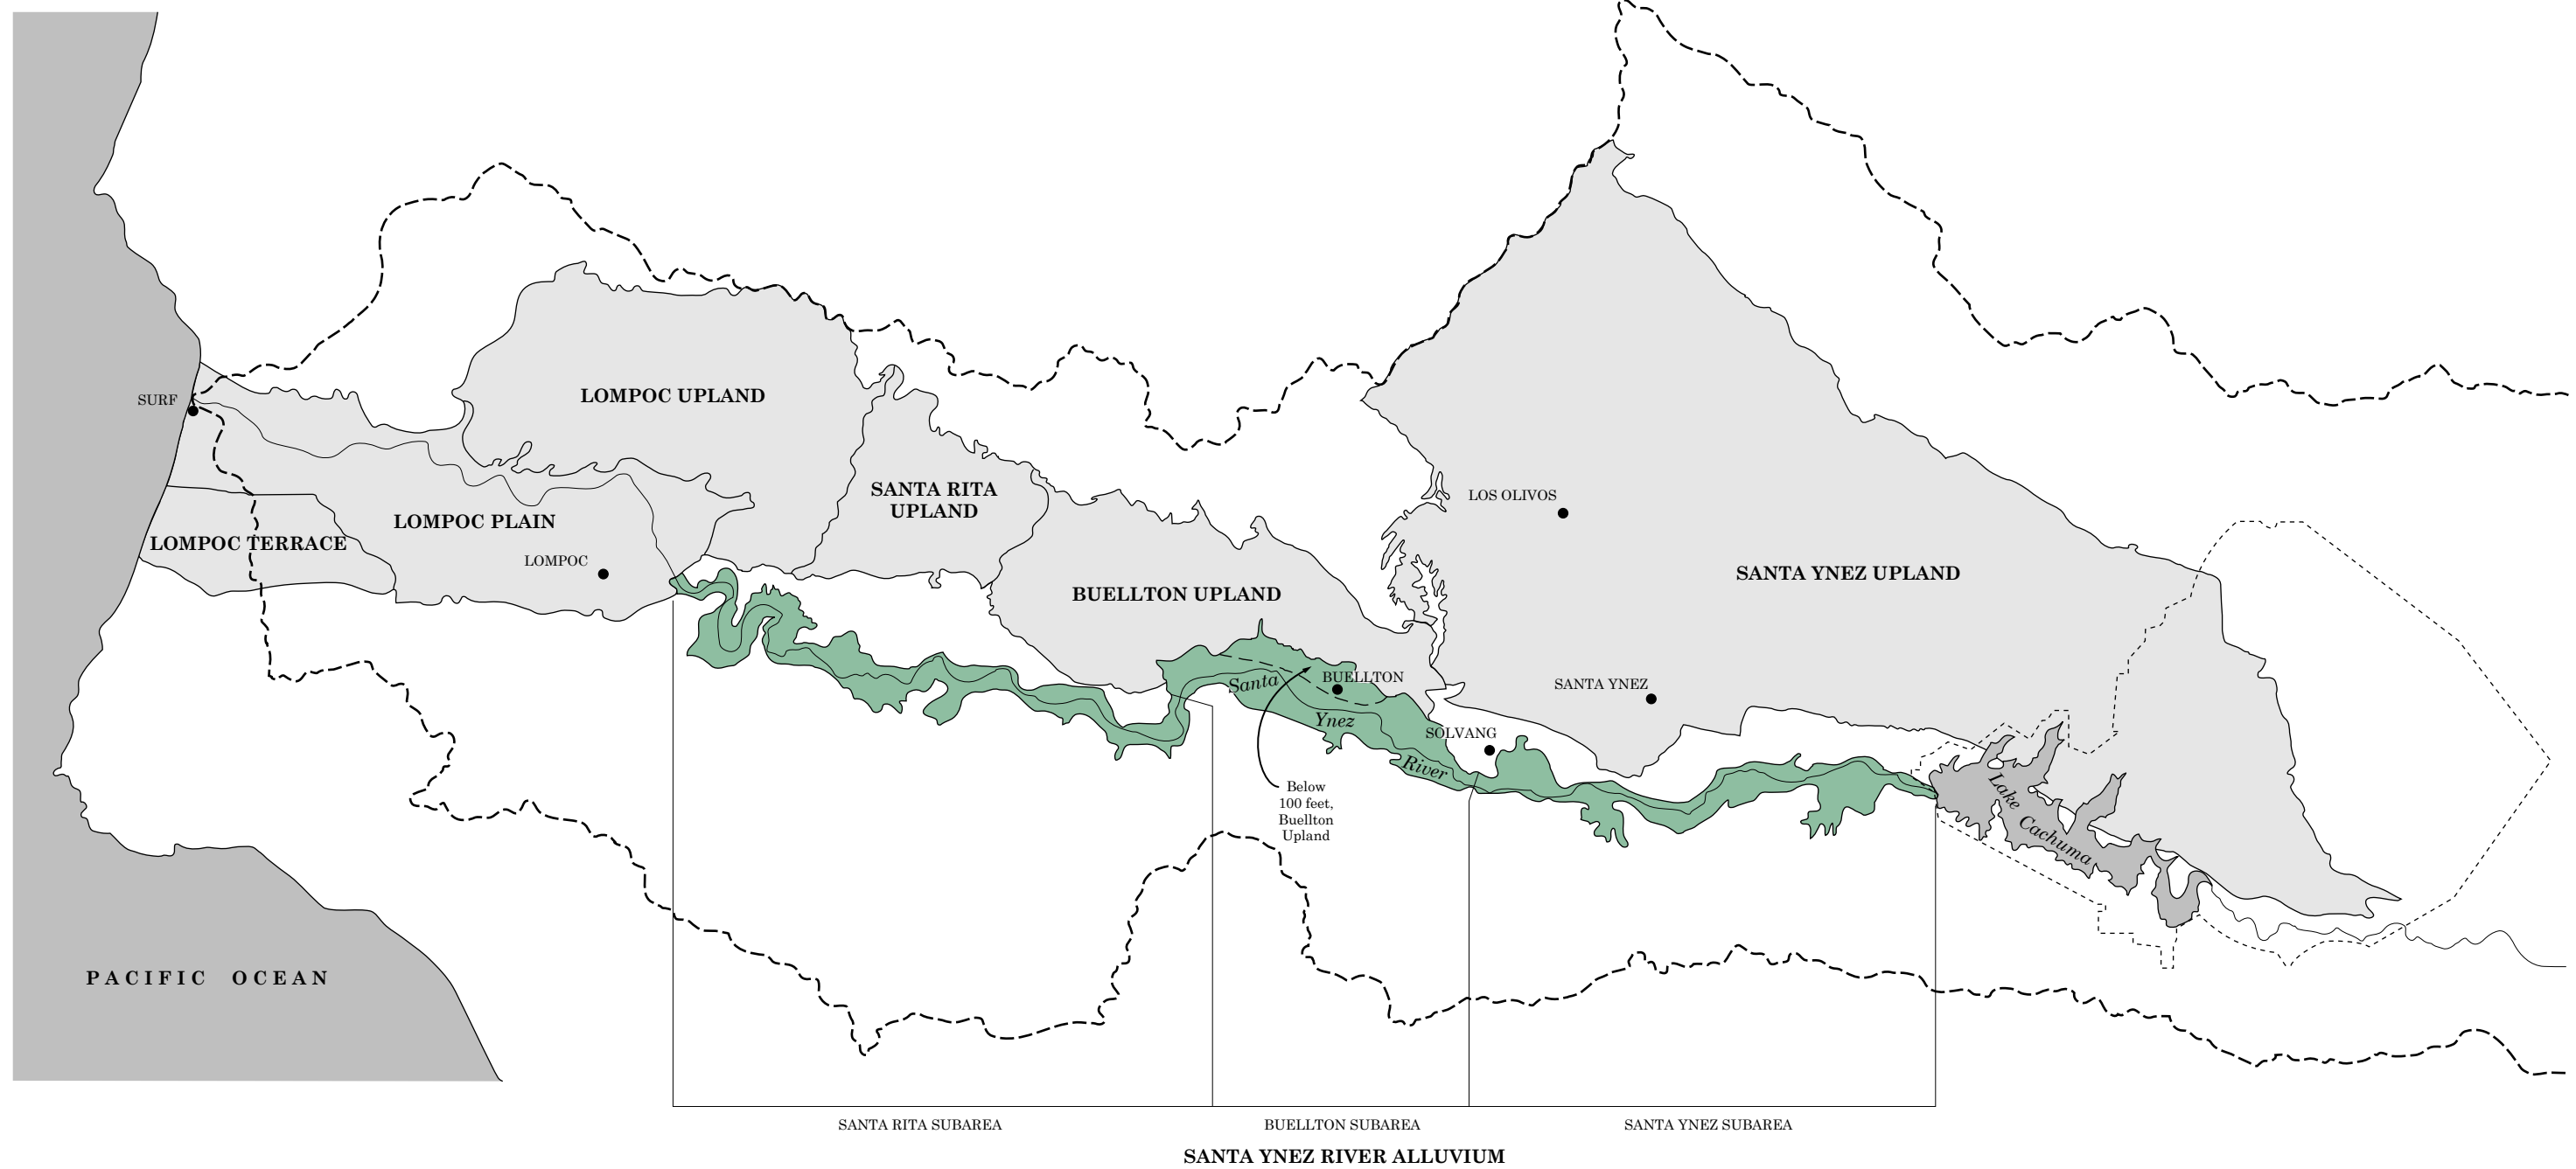 SURF
LOMPOC UPLAND
SANTA RITA
UPLAND
LOS OLIVOS
LOMPOC PLAIN
LOMPOC TERRACE
LOMPOC
BUELLTON UPLAND
SANTA YNEZ UPLAND
BUELLTON
SANTA YNEZ
SOLVANG
Santa
Ynez
River
Below
100 feet,
Buellton
Upland
Lake
Cachuma
PACIFIC OCEAN
SANTA RITA SUBAREA
BUELLTON SUBAREA
SANTA YNEZ SUBAREA
SANTA YNEZ RIVER ALLUVIUM